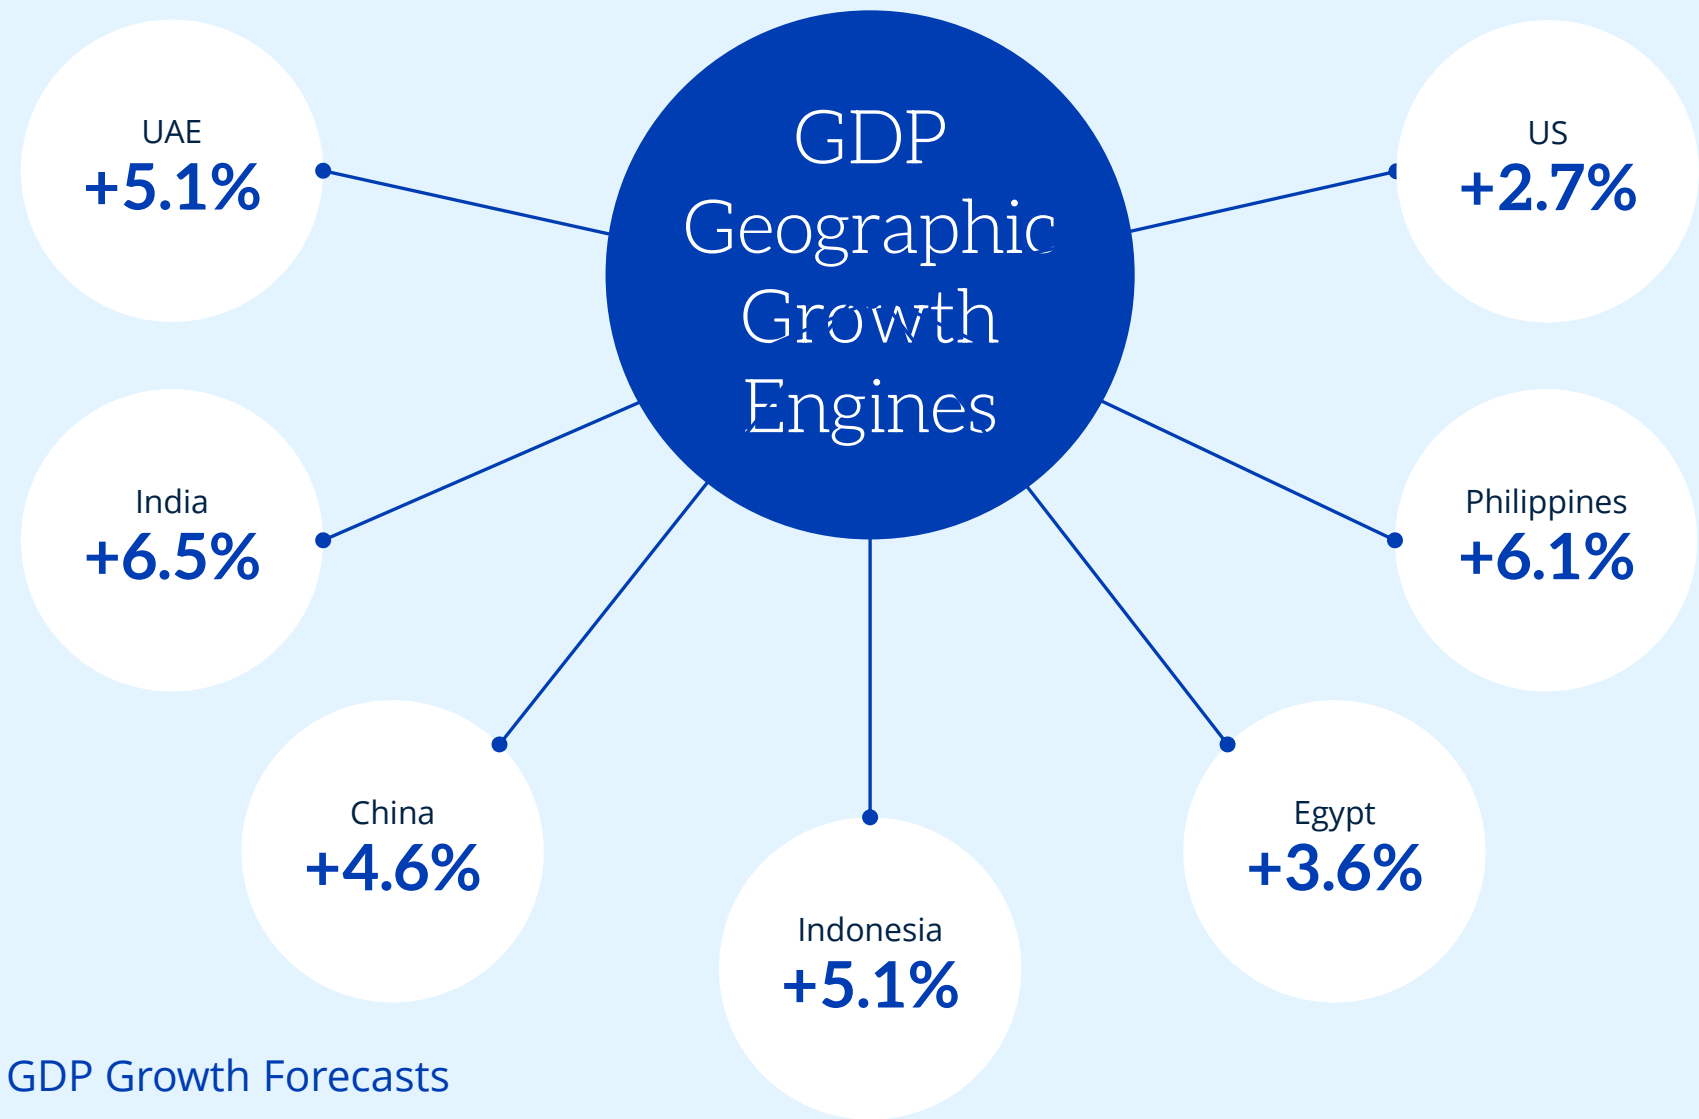 GDP
Geographic
Growth
Engines
UAE
+5.1%
US
+2.7%
India
+6.5%
Philippines
+6.1%
China
+4.6%
Egypt
+3.6%
Indonesia
+5.1%
GDP Growth Forecasts